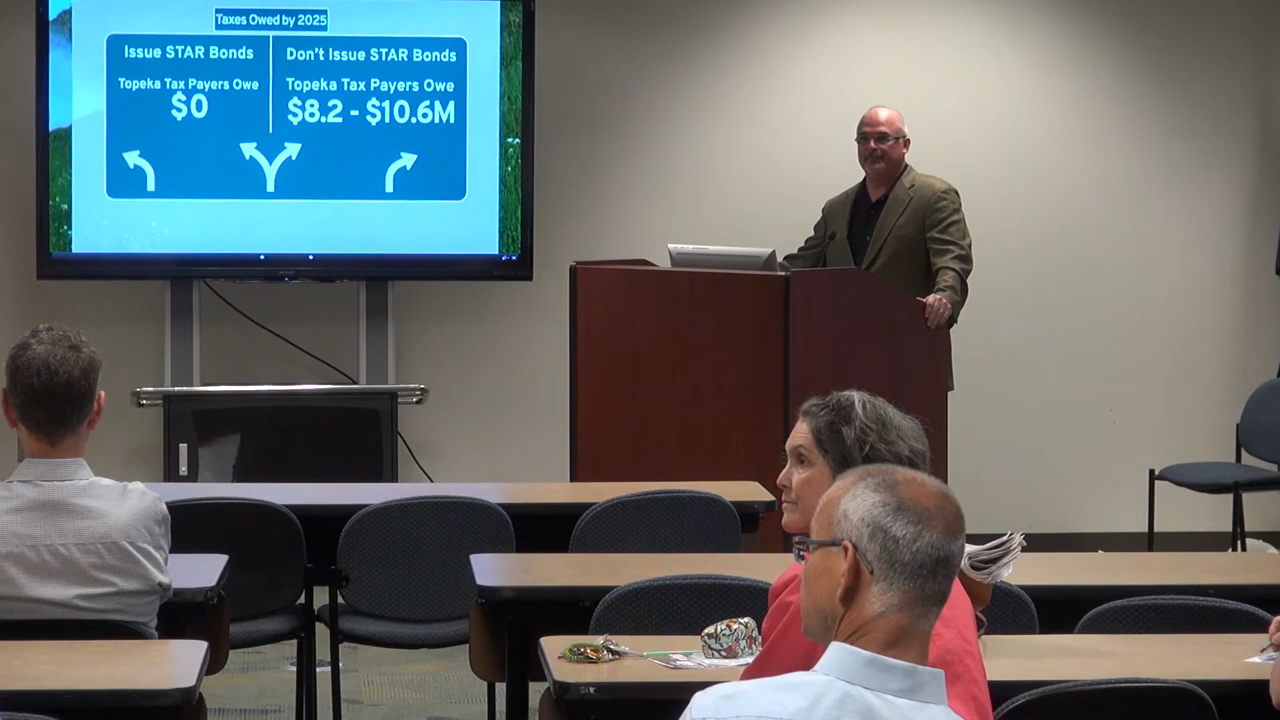 Taxes Owed by 2025
Issue STAR Bonds
Topeka Tax Payers Owe
$0
Don't Issue STAR Bonds
Topeka Tax Payers Owe
$8.2 - $10.6M